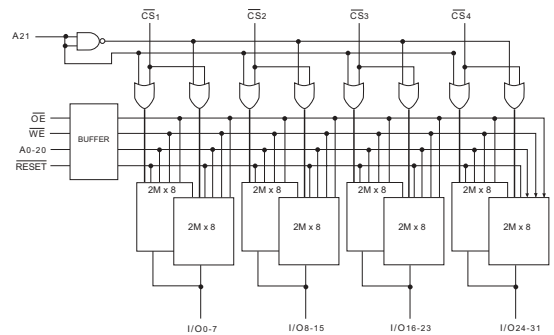 A21
CS1
CS2
CS3
CS4
OE
WE
A0-20
RESET
BUFFER
2M x 8
2M x 8
2M x 8
2M x 8
2M x 8
2M x 8
2M x 8
2M x 8
I/O0-7
I/O8-15
I/O16-23
I/O24-31